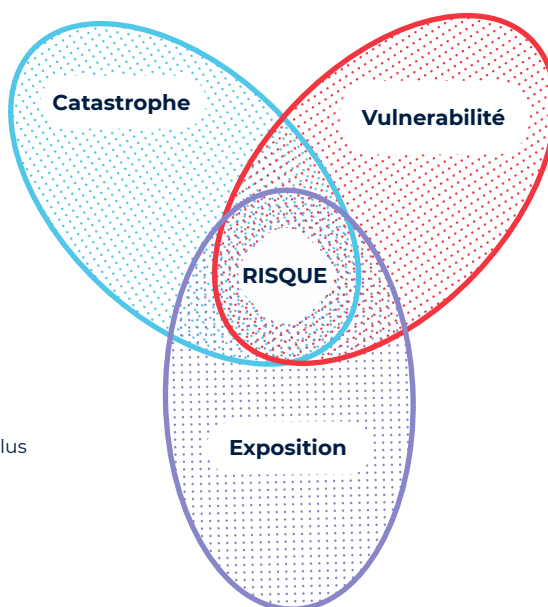 Catastrophe
Vulnerabilité
RISQUE
lus
Exposition